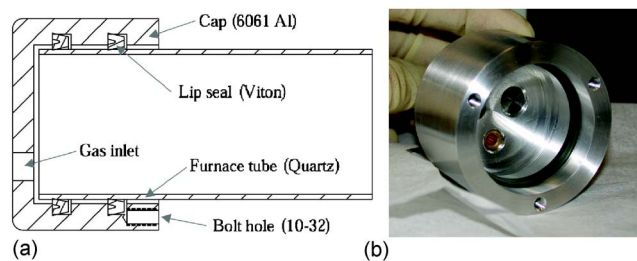 Cap (6061 Al)
Lip seal (Viton)
Gas inlet
Furnace tube (Quartz)
Bolt hole (10-32)
(a)
(b)